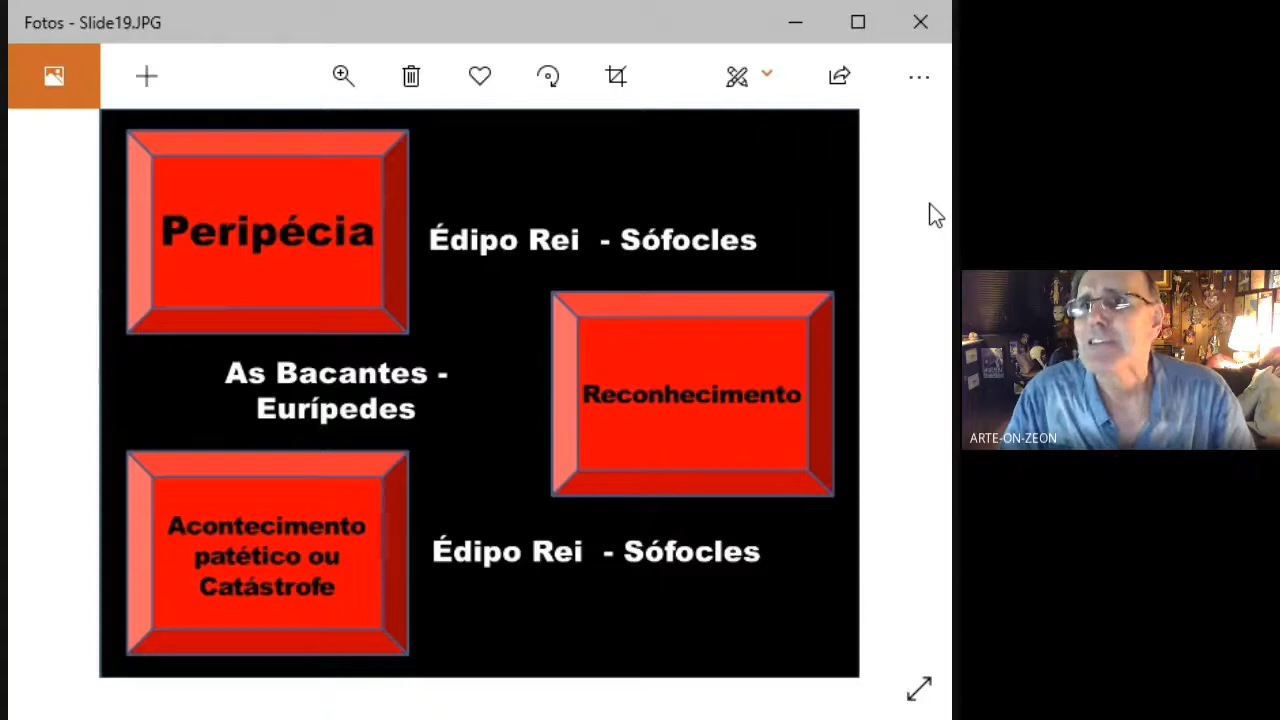 Fotos - Slide19.JPG
Peripécia
Édipo Rei - Sófocles
As Bacantes -
Eurípedes
Reconhecimento
Acontecimento
patético ou
Catástrofe
Édipo Rei - Sófocles
ARTE-ON-ZEON